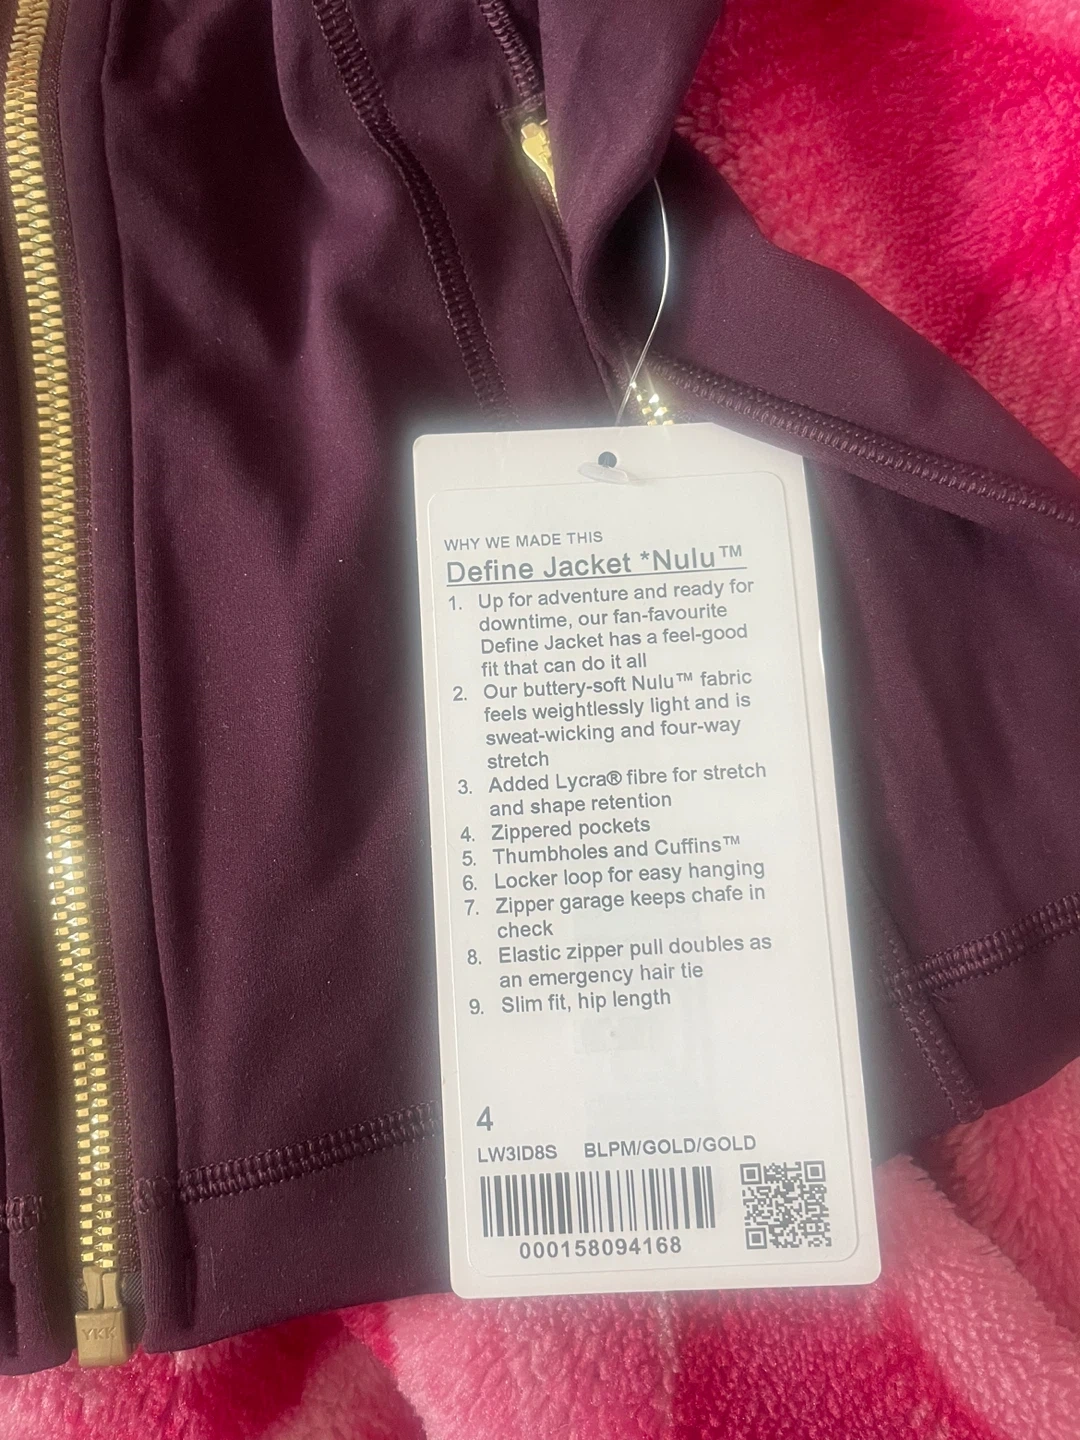 WHY WE MADE THIS
Define Jacket *Nulu™
1. Up for adventure and ready for
downtime, our fan-favourite
Define Jacket has a feel-good
fit that can do it all
2. Our buttery-soft Nulu™ fabric
feels weightlessly light and is
sweat-wicking and four-way
stretch
3. Added Lycra® fibre for stretch
and shape retention
4. Zippered pockets
5. Thumbholes and Cuffins™
6. Locker loop for easy hanging
7. Zipper garage keeps chafe in
check
8. Elastic zipper pull doubles as
an emergency hair tie
9. Slim fit, hip length
4
LW3ID8S BLPM/GOLD/GOLD
000158094168
YKK